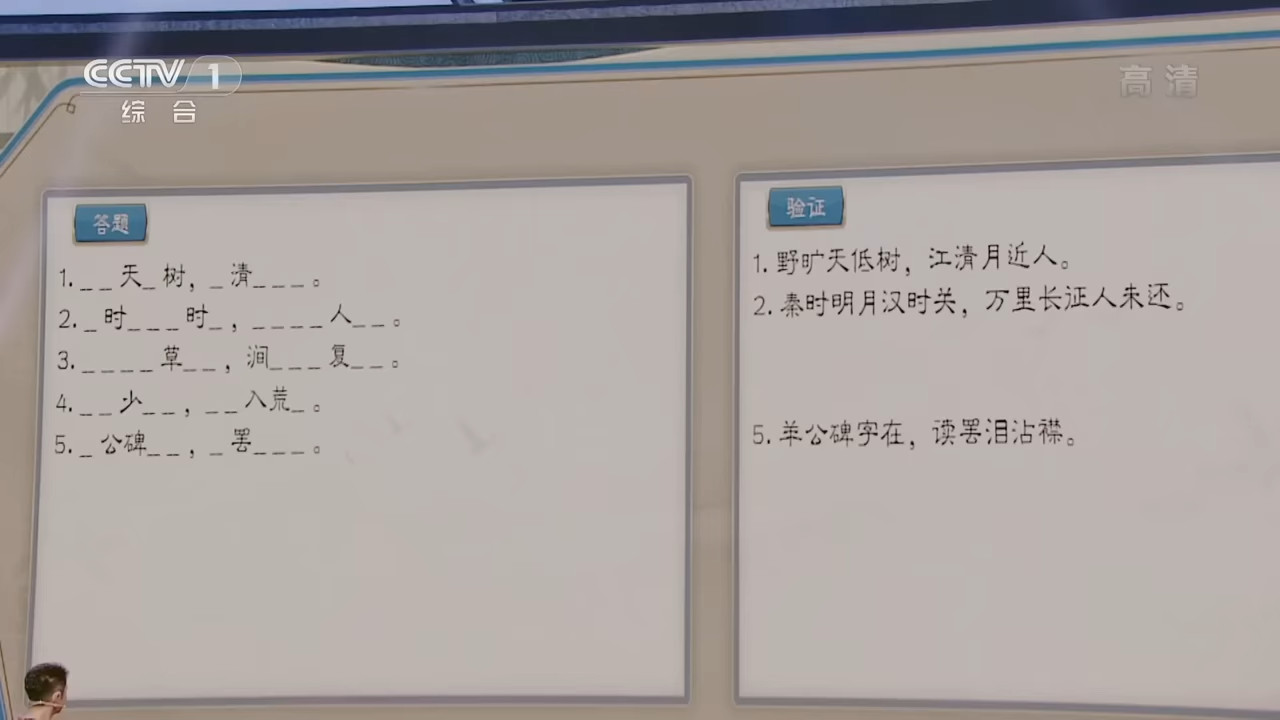 CCTV 1
综合
高清
答题
1. _ _ 天 _ 树，_ 清 _ _ _ 。
2. _ 时 _ _ _ 时 _ ，_ _ _ _ 人 _ _ 。
3. _ _ _ _ 草 _ _ ，涧 _ _ _ 复 _ _ 。
4. _ _ 少 _ _ ，_ _ 入荒 _ 。
5. _ 公碑 _ _ ，_ 罢 _ _ _ 。
验证
1. 野旷天低树，江清月近人。
2. 秦时明月汉时关，万里长征人未还。
5. 羊公碑字在，读罢泪沾襟。